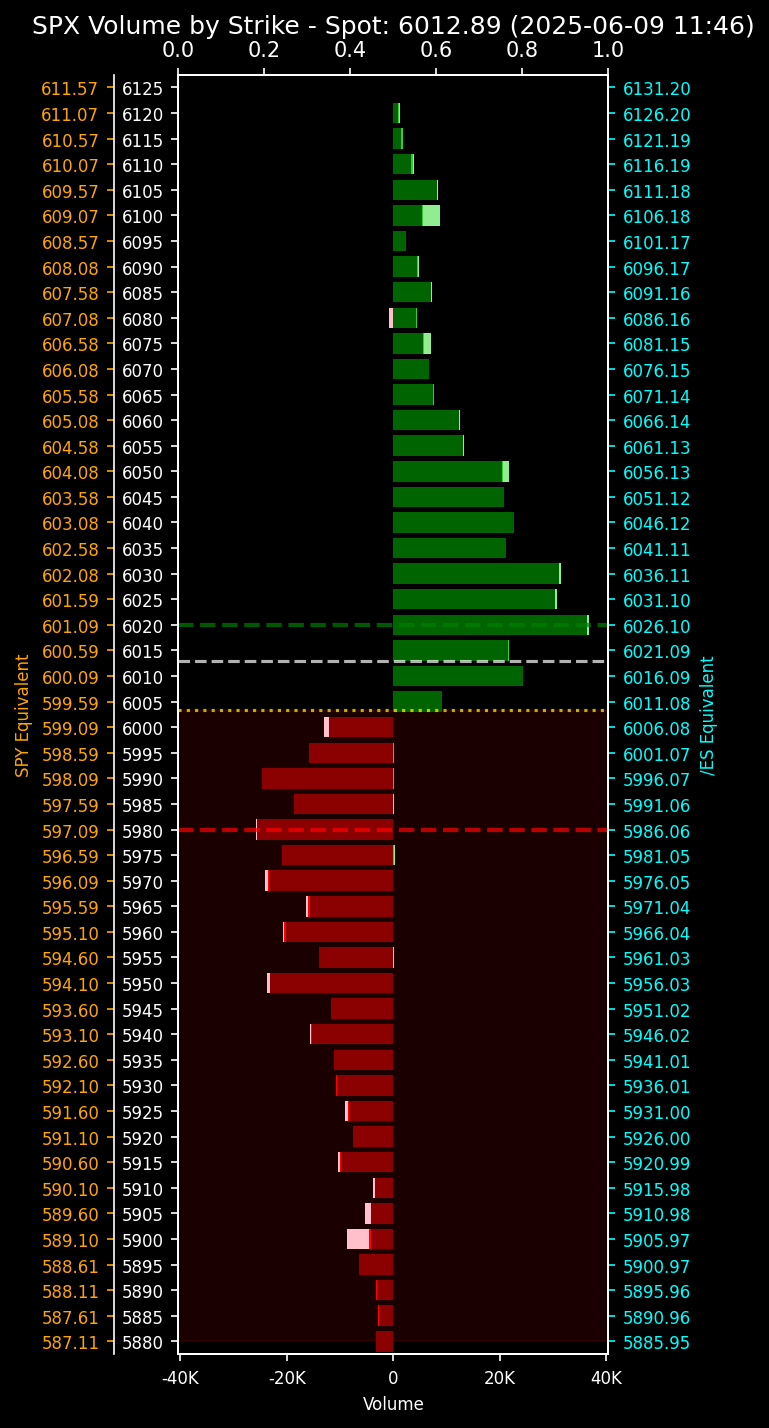 SPX Volume by Strike - Spot: 6012.89 (2025-06-09 11:46)
0.0 0.2 0.4 0.6 0.8 1.0
611.57 6125 6131.20
611.07 6120 6126.20
610.57 6115 6121.19
610.07 6110 6116.19
609.57 6105 6111.18
609.07 6100 6106.18
608.57 6095 6101.17
608.08 6090 6096.17
607.58 6085 6091.16
607.08 6080 6086.16
606.58 6075 6081.15
606.08 6070 6076.15
605.58 6065 6071.14
605.08 6060 6066.14
604.58 6055 6061.13
604.08 6050 6056.13
603.58 6045 6051.12
603.08 6040 6046.12
602.58 6035 6041.11
602.08 6030 6036.11
601.59 6025 6031.10
601.09 6020 6026.10
600.59 6015 6021.09
600.09 6010 6016.09
599.59 6005 6011.08
599.09 6000 6006.08
598.59 5995 6001.07
598.09 5990 5996.07
597.59 5985 5991.06
597.09 5980 5986.06
596.59 5975 5981.05
596.09 5970 5976.05
595.59 5965 5971.04
595.10 5960 5966.04
594.60 5955 5961.03
594.10 5950 5956.03
593.60 5945 5951.02
593.10 5940 5946.02
592.60 5935 5941.01
592.10 5930 5936.01
591.60 5925 5931.00
591.10 5920 5926.00
590.60 5915 5920.99
590.10 5910 5915.98
589.60 5905 5910.98
589.10 5900 5905.97
588.61 5895 5900.97
588.11 5890 5895.96
587.61 5885 5890.96
587.11 5880 5885.95
SPY Equivalent
/ES Equivalent
-40K -20K 0 20K 40K
Volume